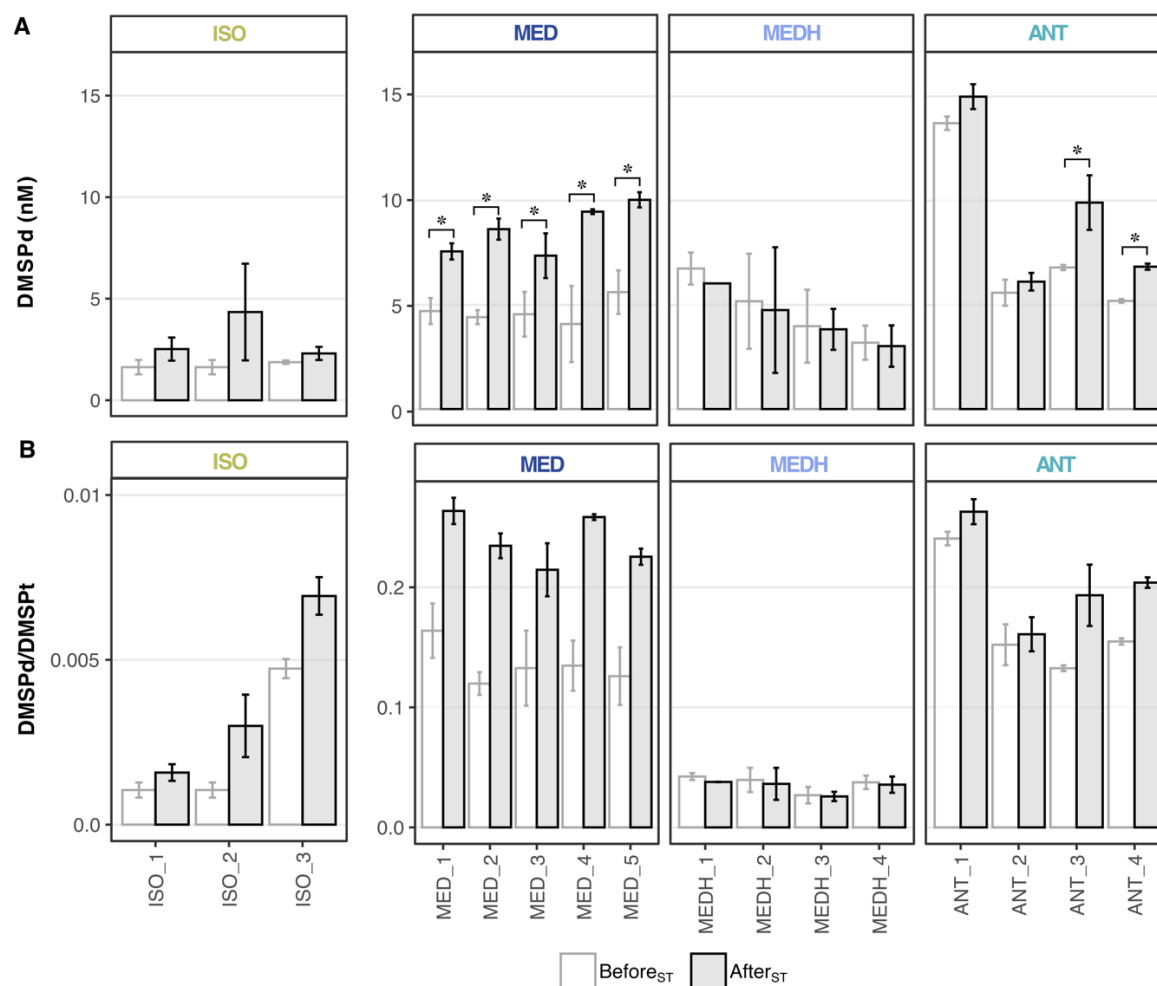 A
ISO
MED
MEDH
ANT
DMSPd (nM)
15
10
5
0
15
10
5
0
*
*
*
*
*
*
*
B
ISO
MED
MEDH
ANT
DMSPd/DMSPt
0.01
0.005
0.0
0.2
0.1
0.0
ISO_1
ISO_2
ISO_3
MED_1
MED_2
MED_3
MED_4
MED_5
MEDH_1
MEDH_2
MEDH_3
MEDH_4
ANT_1
ANT_2
ANT_3
ANT_4
BeforeST
AfterST